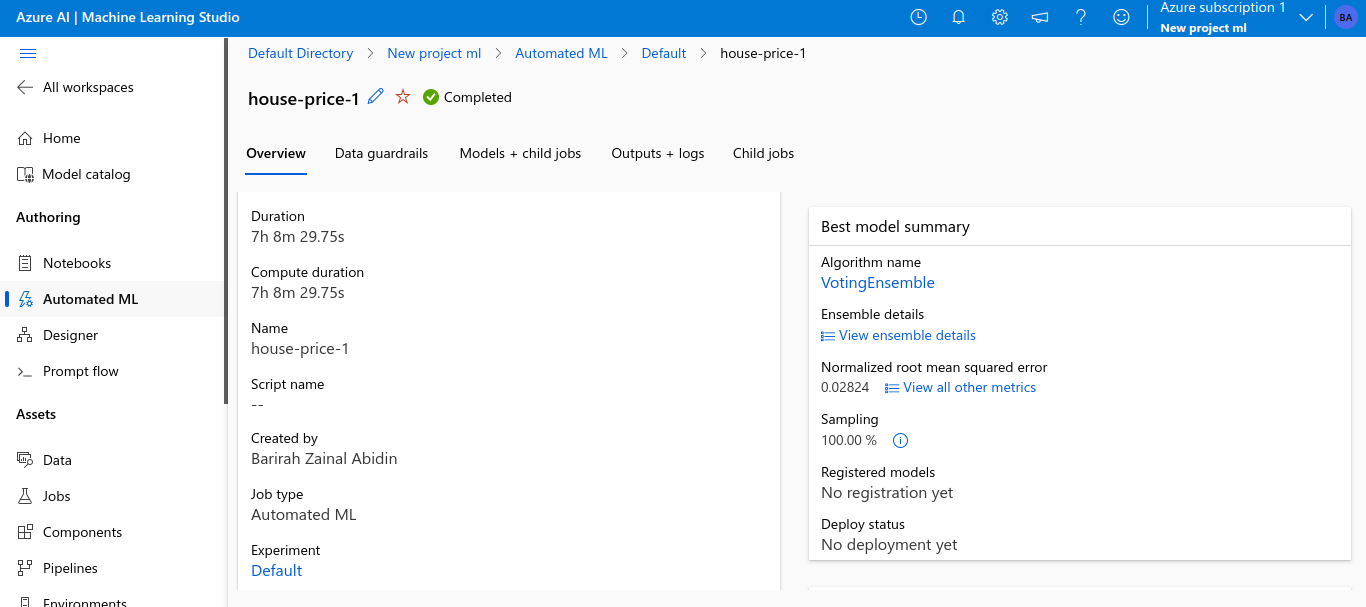 Azure AI | Machine Learning Studio
Azure subscription 1
New project ml
BA
All workspaces
Home
Model catalog
Authoring
Notebooks
Automated ML
Designer
Prompt flow
Assets
Data
Jobs
Components
Pipelines
Environments
Default Directory > New project ml > Automated ML > Default > house-price-1
house-price-1 Completed
Overview Data guardrails Models + child jobs Outputs + logs Child jobs
Duration
7h 8m 29.75s
Compute duration
7h 8m 29.75s
Name
house-price-1
Script name
--
Created by
Barirah Zainal Abidin
Job type
Automated ML
Experiment
Default
Best model summary
Algorithm name
VotingEnsemble
Ensemble details
View ensemble details
Normalized root mean squared error
0.02824 View all other metrics
Sampling
100.00 %
Registered models
No registration yet
Deploy status
No deployment yet